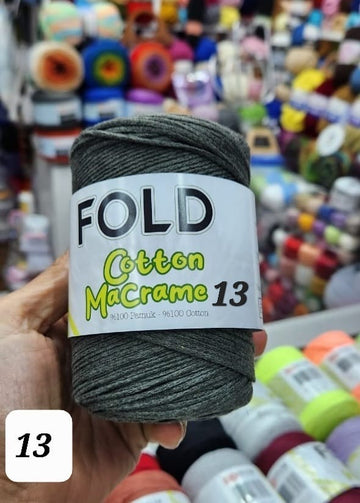 FOLD
Cotton
MaCrame 13
%100 Pamuk - %100 Cotton
13